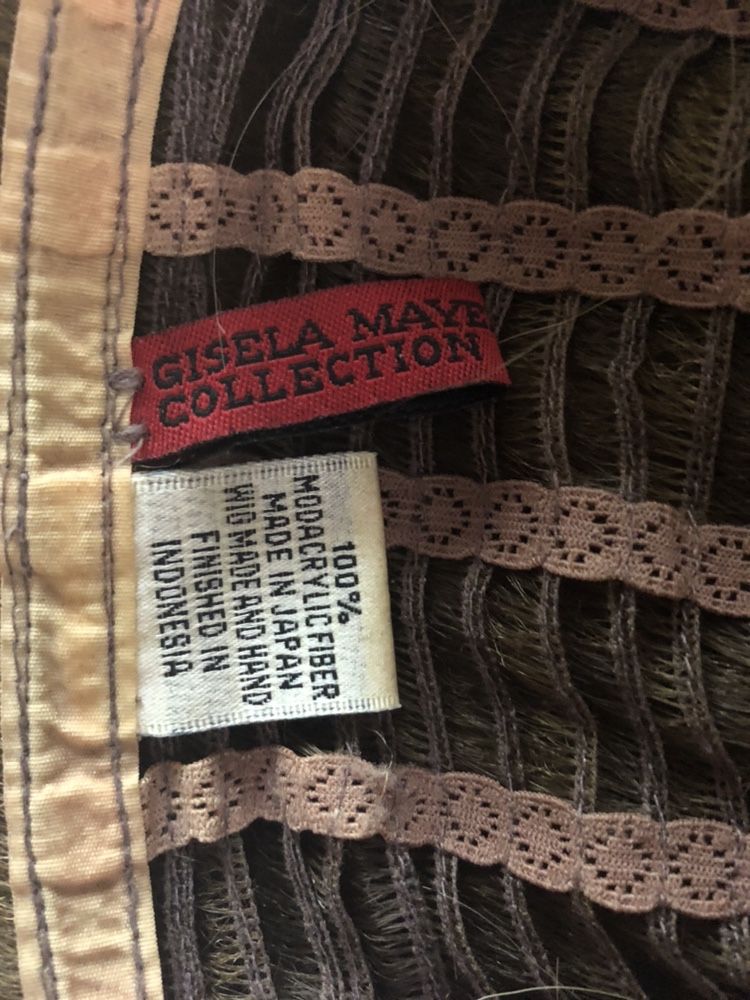 GISELA MAYE
COLLECTION
100%
MODACRYLIC FIBER
MADE IN JAPAN
WIG MADE AND HAND
FINISHED IN
INDONESIA